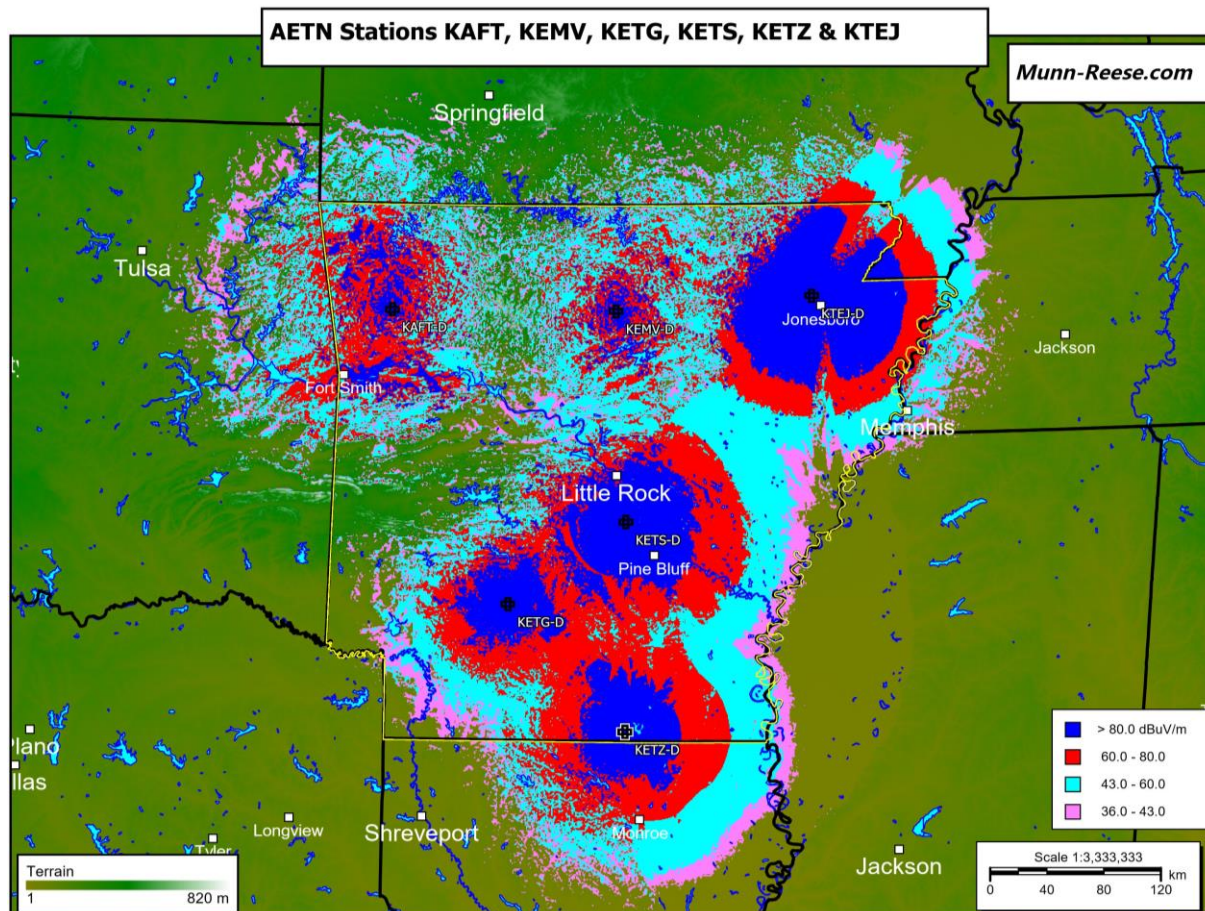 AETN Stations KAFT, KEMV, KETG, KETS, KETZ & KTEJ
Munn-Reese.com
Springfield
Tulsa
KAFT-D
KEMV-D
KTEJ-D
Jonesboro
Jackson
Fort Smith
Memphis
Little Rock
KETS-D
Pine Bluff
KETG-D
KETZ-D
Plano
llas
Longview
Shreveport
Monroe
Tyler
Jackson
> 80.0 dBuV/m
60.0 - 80.0
43.0 - 60.0
36.0 - 43.0
Terrain
1 820 m
Scale 1:3,333,333
km
0 40 80 120